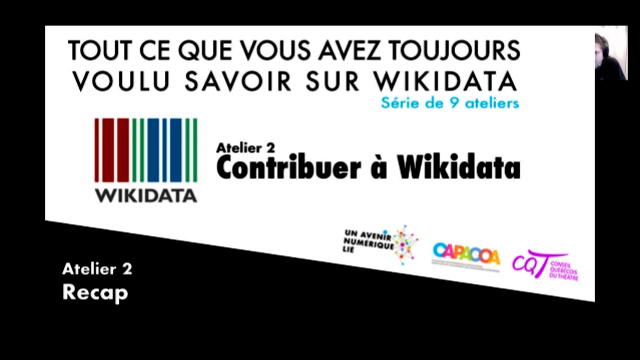 TOUT CE QUE VOUS AVEZ TOUJOURS
VOULU SAVOIR SUR WIKIDATA
Série de 9 ateliers
Atelier 2
Contribuer à Wikidata
WIKIDATA
UN AVENIR
NUMÉRIQUE
LIÉ
CAPACOA
CQT
CONSEIL
QUÉBÉCOIS
DU THÉÂTRE
Atelier 2
Recap